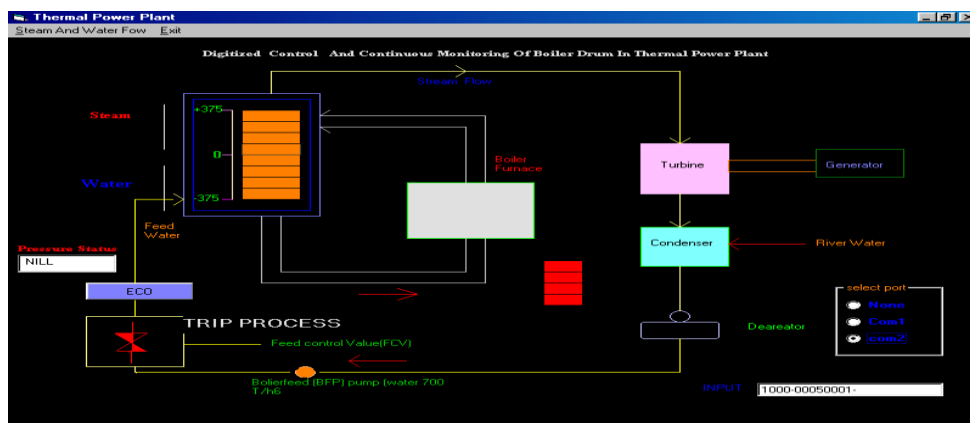 Thermal Power Plant
Steam And Water Fow Exit
Digitized Control And Continuous Monitoring Of Boiler Drum In Thermal Power Plant
Stream Flow
+375
Steam
0
Boiler
Furnace
Turbine
Generator
Water
-375
Feed
Water
Pressure Status
NILL
Condenser
River Water
ECO
select port
None
Com1
com2
TRIP PROCESS
Deareator
Feed control Value(FCV)
Bolierfeed (BFP) pump (water 700
T/h6
INPUT
1000-00050001-